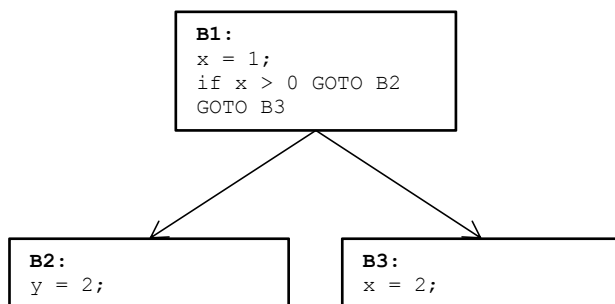 B1:
x = 1;
if x > 0 GOTO B2
GOTO B3
B2:
y = 2;
B3:
x = 2;